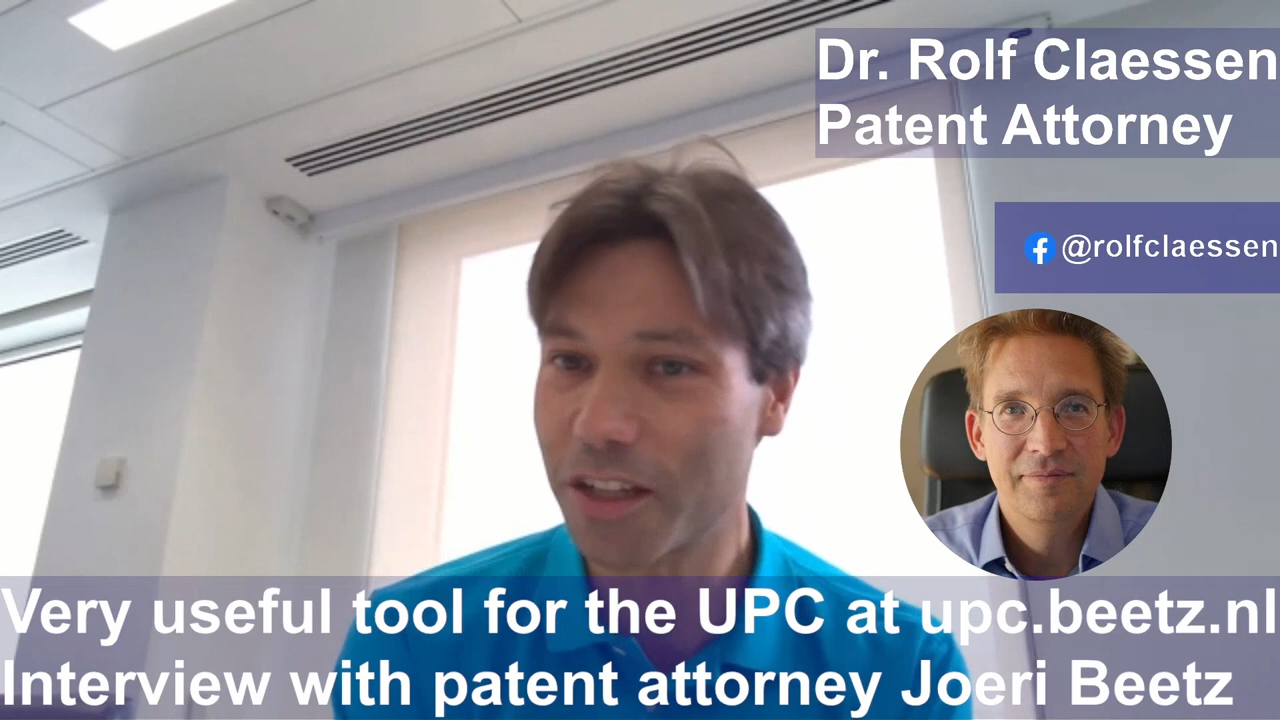 Dr. Rolf Claessen
Patent Attorney
@rolfclaessen
Very useful tool for the UPC at upc.beetz.nl
Interview with patent attorney Joeri Beetz